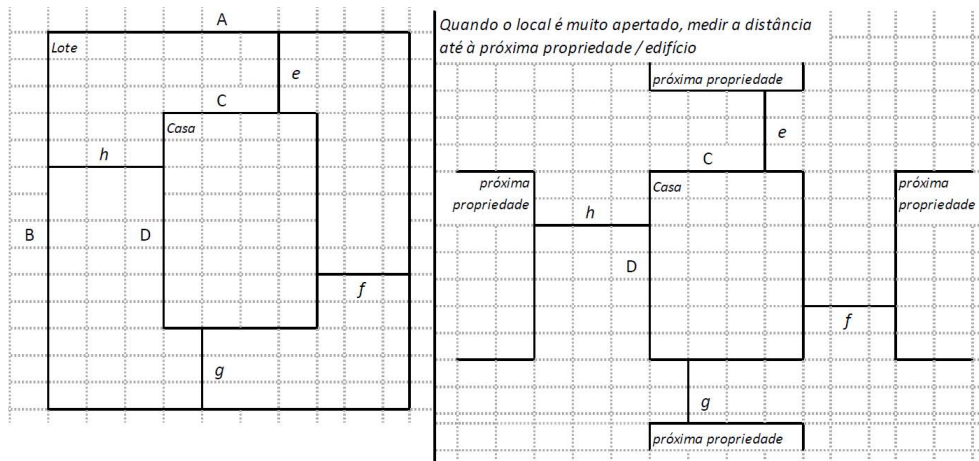 A
Lote
e
C
Casa
h
B
D
f
g
Quando o local é muito apertado, medir a distância
até à próxima propriedade / edifício
próxima propriedade
e
C
próxima
propriedade
Casa
próxima
propriedade
h
D
f
g
próxima propriedade